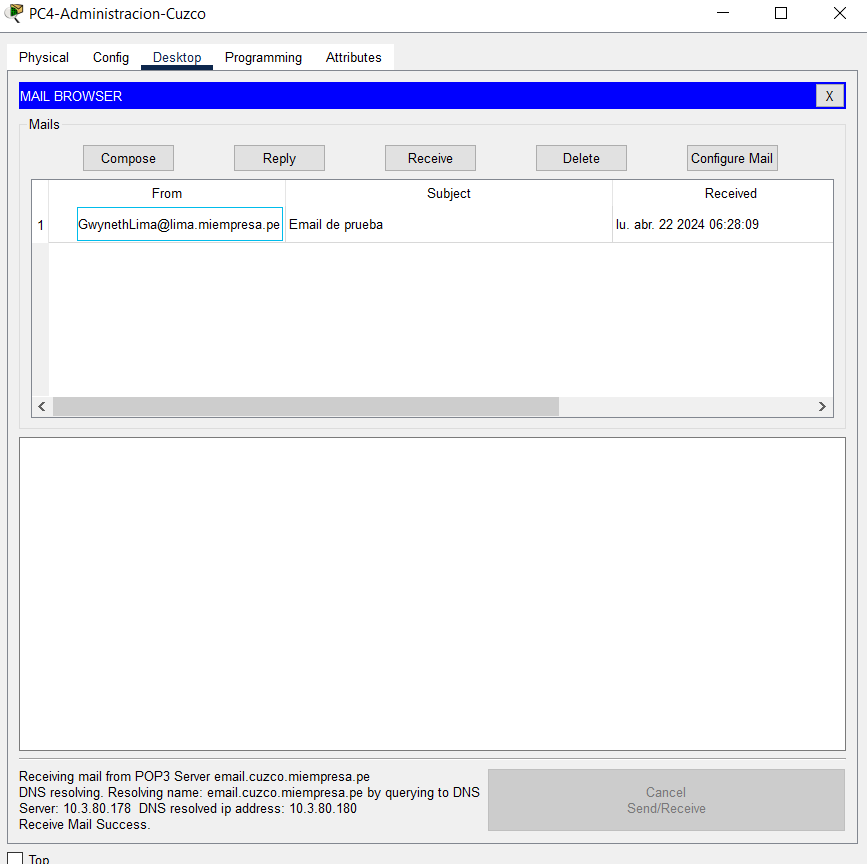 PC4-Administracion-Cuzco
Physical Config Desktop Programming Attributes
MAIL BROWSER X
Mails
Compose Reply Receive Delete Configure Mail
From Subject Received
1 GwynethLima@lima.miempresa.pe Email de prueba lu. abr. 22 2024 06:28:09
Receiving mail from POP3 Server email.cuzco.miempresa.pe
DNS resolving. Resolving name: email.cuzco.miempresa.pe by querying to DNS
Server: 10.3.80.178 DNS resolved ip address: 10.3.80.180
Receive Mail Success.
Cancel
Send/Receive
Top